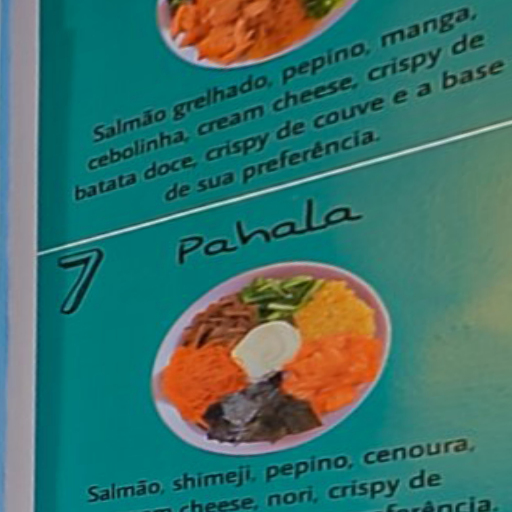 Salmão grelhado, pepino, manga,
cebolinha, cream cheese, crispy de
batata doce, crispy de couve e a base
de sua preferência.
7
Pahala
Salmão, shimeji, pepino, cenoura,
cheese, nori, crispy de